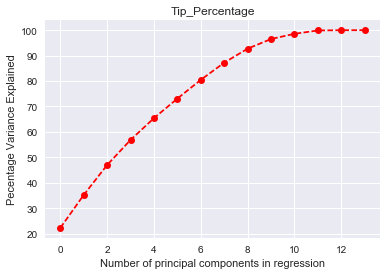 Tip_Percentage
Pecentage Variance Explained
100
90
80
70
60
50
40
30
20
0 2 4 6 8 10 12
Number of principal components in regression